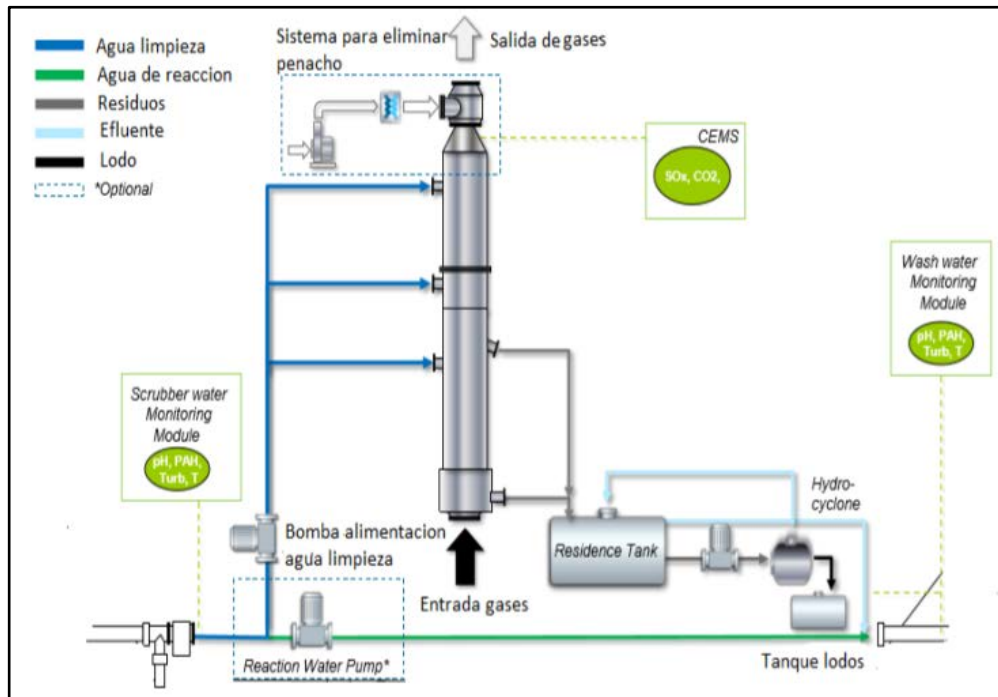 Agua limpieza
Agua de reaccion
Residuos
Efluente
Lodo
*Optional
Sistema para eliminar
penacho
Salida de gases
CEMS
SOx, CO2,
Wash water
Monitoring
Module
pH, PAH,
Turb, T
Scrubber water
Monitoring
Module
pH, PAH,
Turb, T
Bomba alimentacion
agua limpieza
Entrada gases
Residence Tank
Hydro-
cyclone
Reaction Water Pump*
Tanque lodos